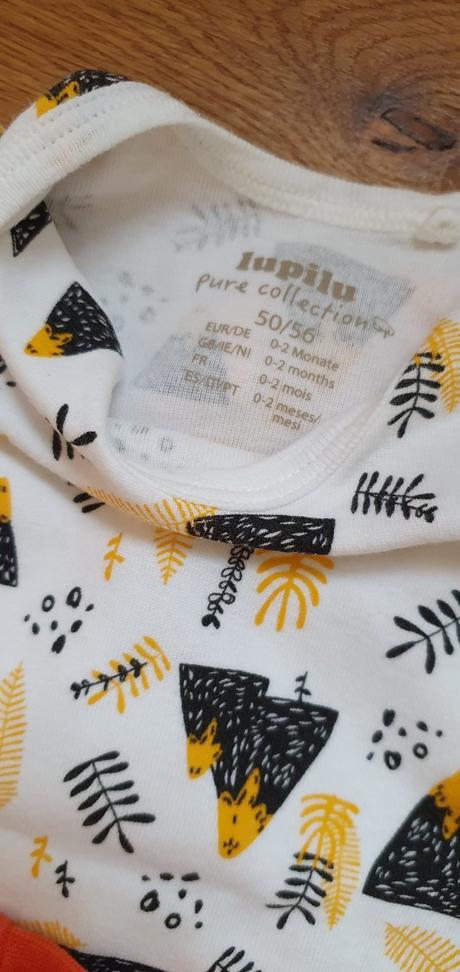 lupilu
pure collection
50/56
EUR/DE 0-2 Monate
GB/IE/NI 0-2 months
FR 0-2 mois
ES/IT/PT 0-2 meses/
mesi